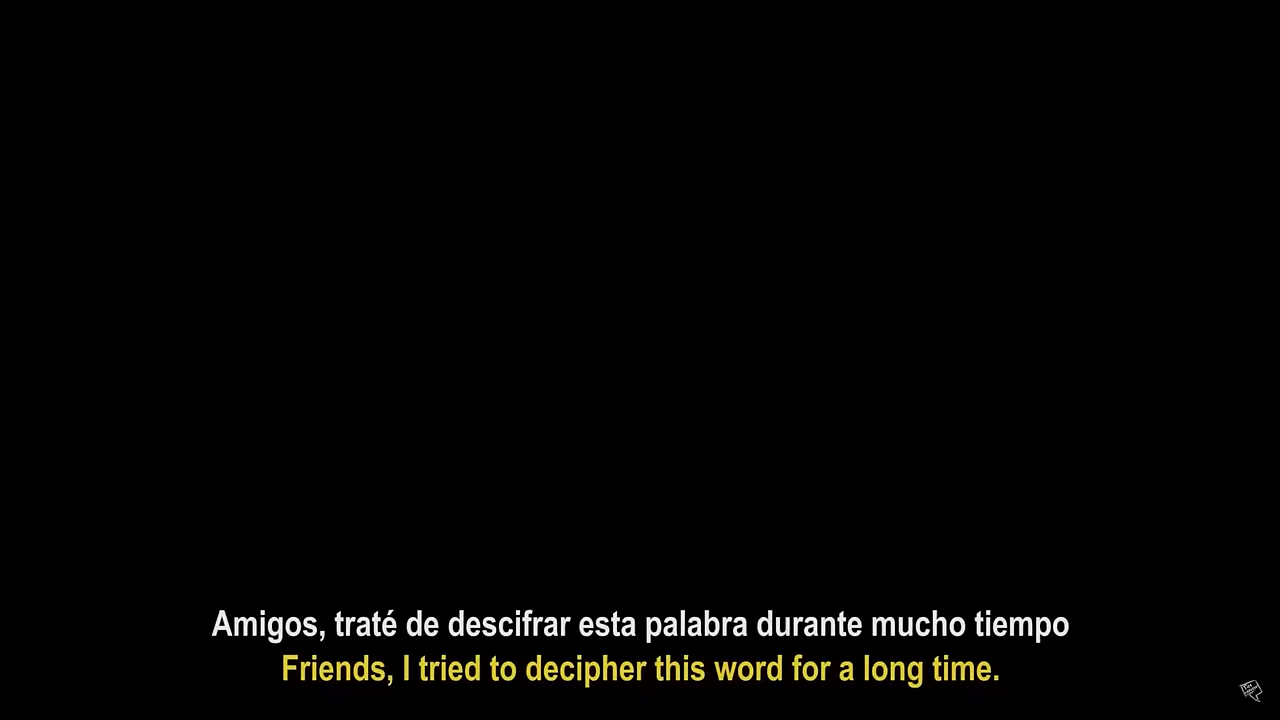 Amigos, traté de descifrar esta palabra durante mucho tiempo
Friends, I tried to decipher this word for a long time.